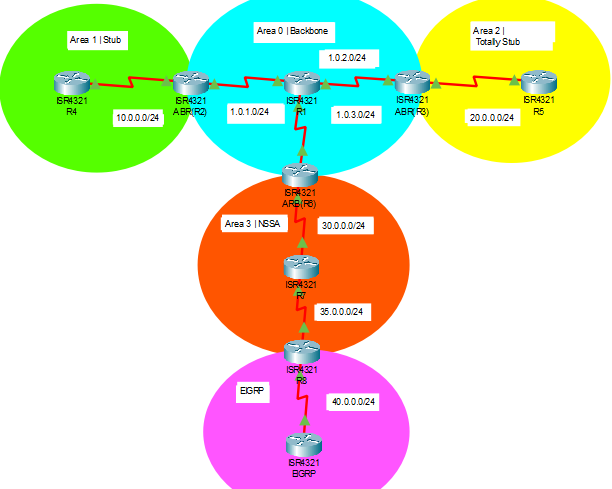 Area 1 | Stub
Area 0 | Backbone
Area 2 |
Totally Stub
1.0.2.0/24
ISR4321
R4
10.0.0.0/24
ISR4321
ABR(R2)
1.0.1.0/24
ISR4321
R1
1.0.3.0/24
ISR4321
ABR(R3)
20.0.0.0/24
ISR4321
R5
ISR4321
Area 3 | NSSA
30.0.0.0/24
ISR4321
R7
35.0.0.0/24
ISR4321
R8
EIGRP
40.0.0.0/24
ISR4321
EIGRP